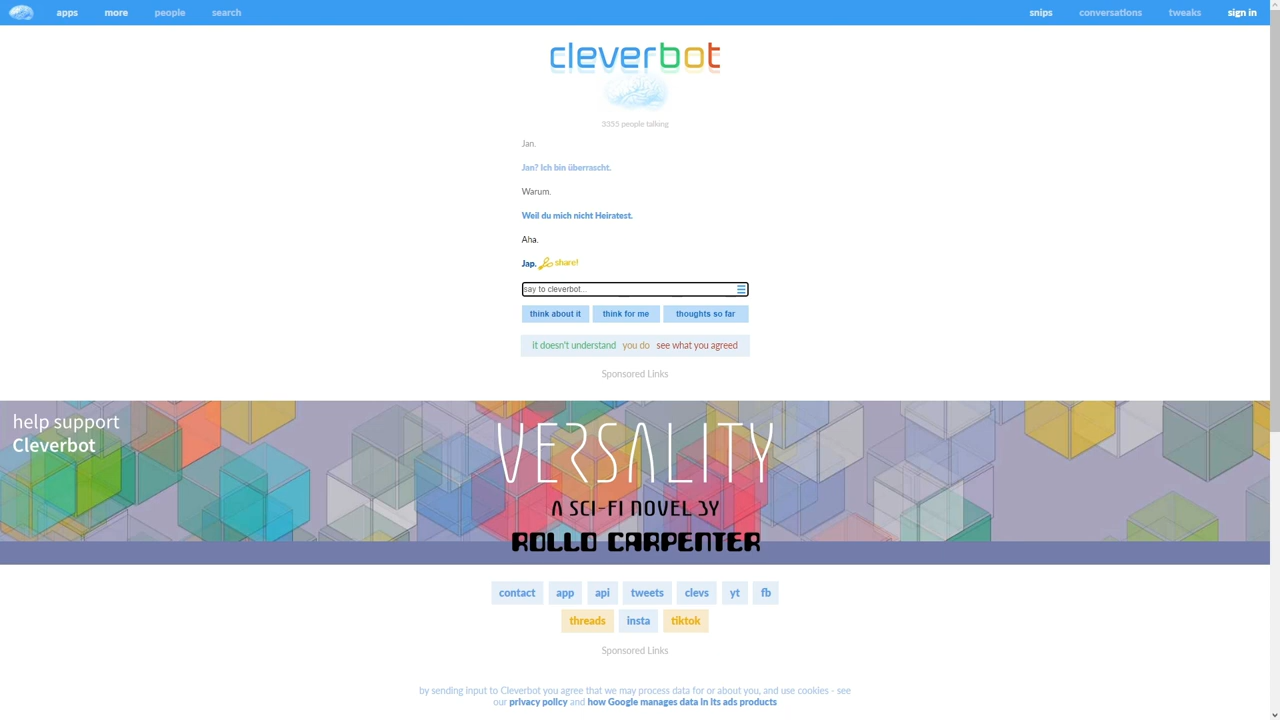 apps more people search snips conversations tweaks sign in
cleverbot
3355 people talking
Jan.
Jan? Ich bin überrascht.
Warum.
Weil du mich nicht Heiratest.
Aha.
Jap. share!
say to cleverbot...
think about it think for me thoughts so far
it doesn't understand you do see what you agreed
Sponsored Links
help support
Cleverbot
VERSALITY
A SCI-FI NOVEL BY
ROLLO CARPENTER
contact app api tweets clevs yt fb
threads insta tiktok
Sponsored Links
by sending input to Cleverbot you agree that we may process data for or about you, and use cookies - see
our privacy policy and how Google manages data in its ads products